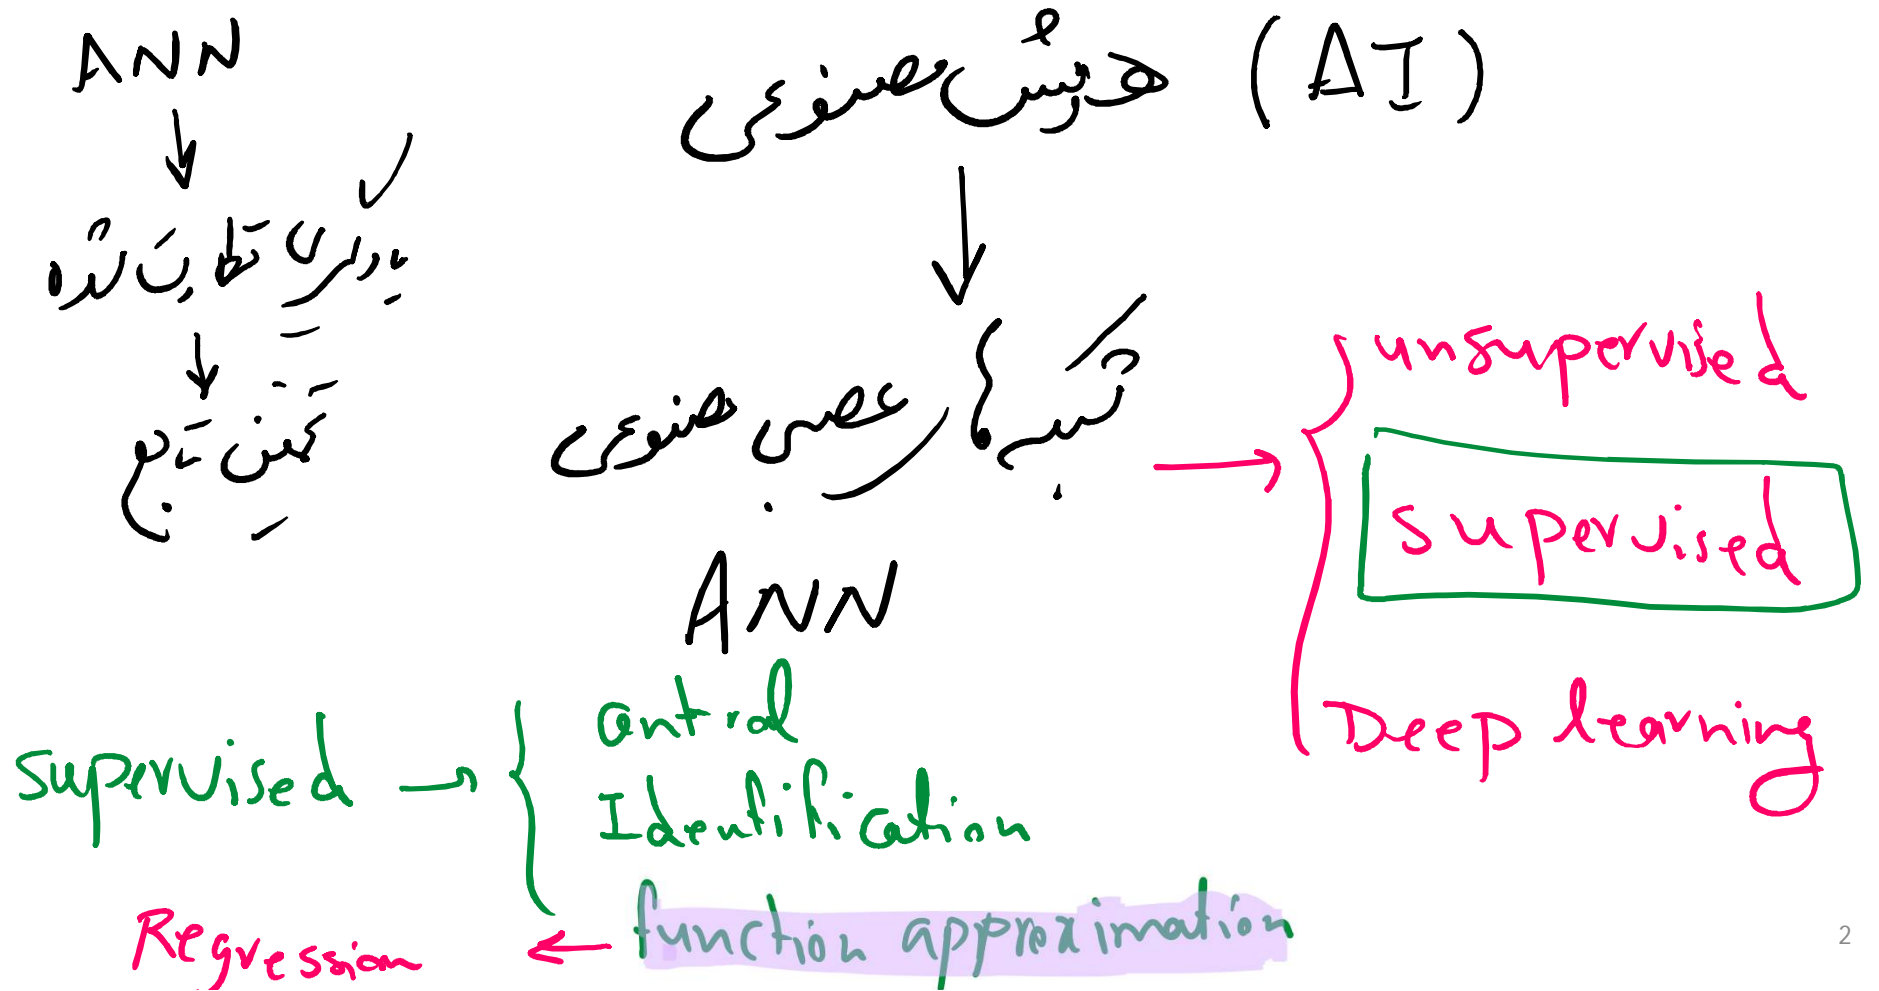 ANN
یادگیری نظارت شده
تخمین تابع
هوش مصنوعی (AI)
شبکه های عصبی مصنوعی
ANN
unsupervised
supervised
Deep learning
supervised
control
Identification
function approximation
Regression
2